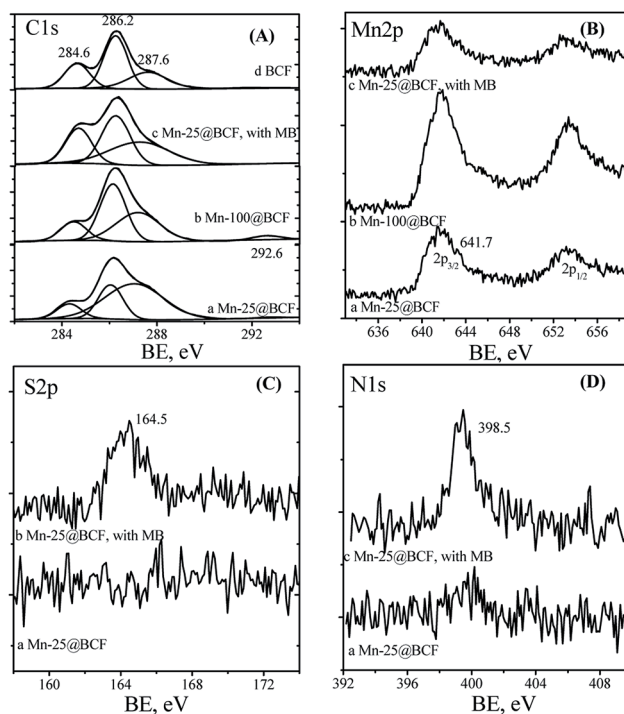 C1s
286.2
(A)
284.6
287.6
d BCF
c Mn-25@BCF, with MB
b Mn-100@BCF
292.6
a Mn-25@BCF
284 288 292
BE, eV
Mn2p
(B)
c Mn-25@BCF, with MB
b Mn-100@BCF
641.7
2p3/2
2p1/2
a Mn-25@BCF
636 640 644 648 652 656
BE, eV
S2p
(C)
164.5
b Mn-25@BCF, with MB
a Mn-25@BCF
160 164 168 172
BE, eV
N1s
(D)
398.5
c Mn-25@BCF, with MB
a Mn-25@BCF
392 396 400 404 408
BE, eV